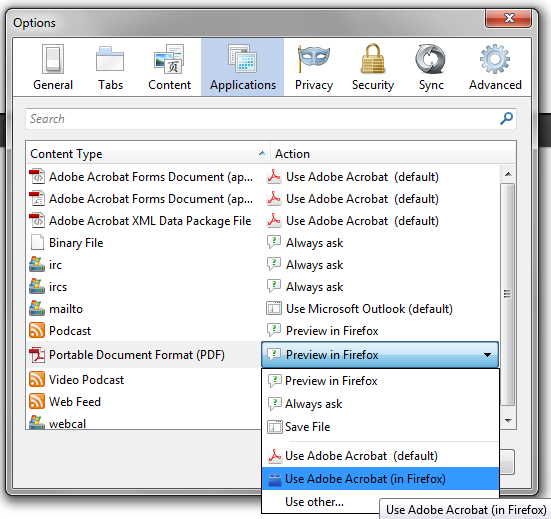 Options
General Tabs Content Applications Privacy Security Sync Advanced
Search
Content Type Action
Adobe Acrobat Forms Document (ap... Use Adobe Acrobat (default)
Adobe Acrobat Forms Document (ap... Use Adobe Acrobat (default)
Adobe Acrobat XML Data Package File Use Adobe Acrobat (default)
Binary File Always ask
irc Always ask
ircs Always ask
mailto Use Microsoft Outlook (default)
Podcast Preview in Firefox
Portable Document Format (PDF) Preview in Firefox
Video Podcast Preview in Firefox
Web Feed Always ask
webcal Save File
Use Adobe Acrobat (default)
Use Adobe Acrobat (in Firefox)
Use other...
Use Adobe Acrobat (in Firefox)